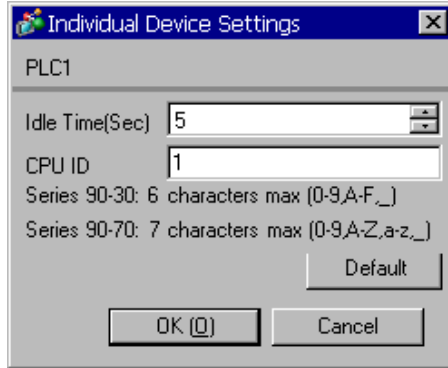 Individual Device Settings
PLC1
Idle Time(Sec) 5
CPU ID 1
Series 90-30: 6 characters max (0-9,A-F,_)
Series 90-70: 7 characters max (0-9,A-Z,a-z,_)
Default
OK (O) Cancel